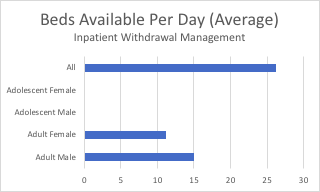 Beds Available Per Day (Average)
Inpatient Withdrawal Management
All
Adolescent Female
Adolescent Male
Adult Female
Adult Male
0 5 10 15 20 25 30